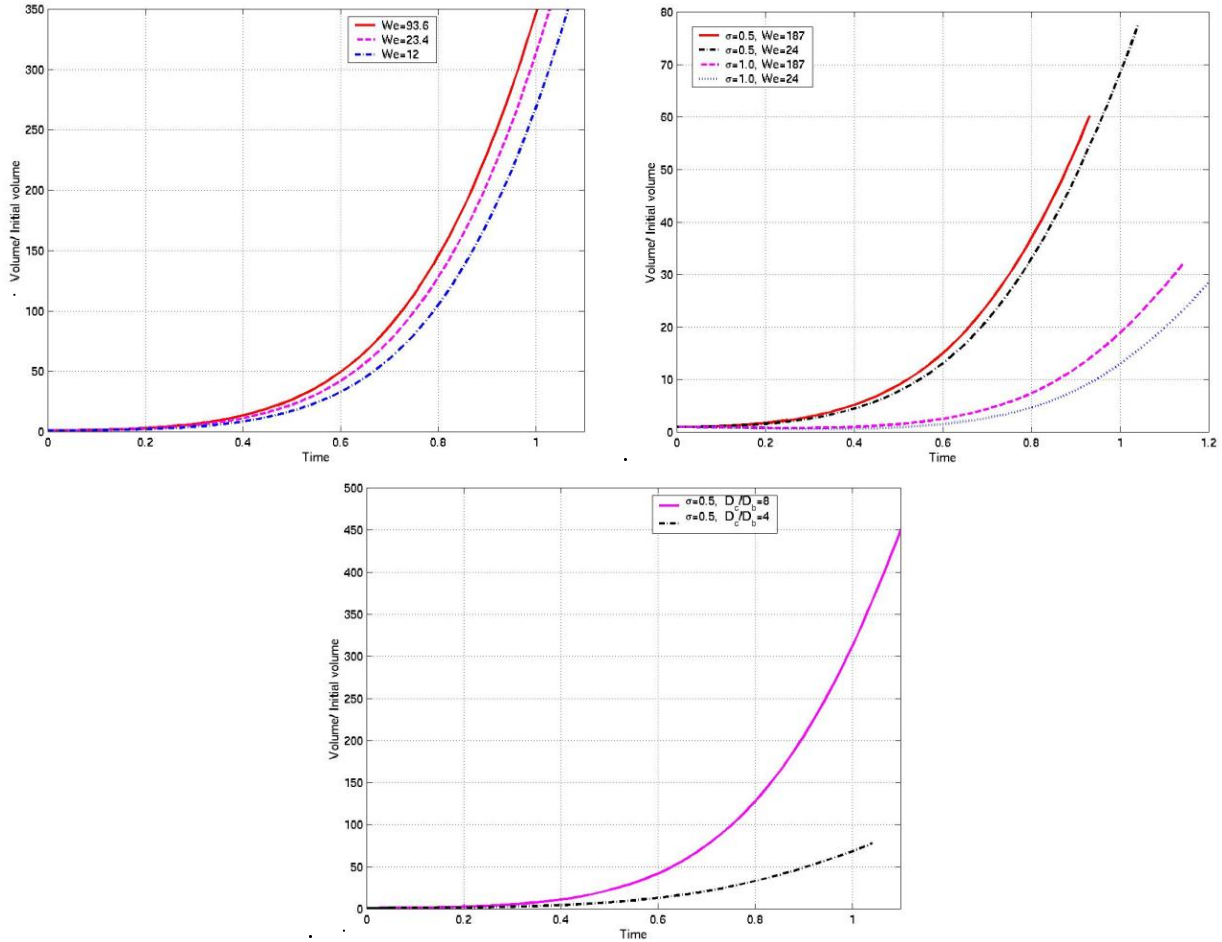 350
300
250
200
150
100
50
0
Volume/ Initial volume
We=93.6
We=23.4
We=12
0 0.2 0.4 0.6 0.8 1
Time
80
70
60
50
40
30
20
10
0
Volume/ Initial volume
σ=0.5, We=187
σ=0.5, We=24
σ=1.0, We=187
σ=1.0, We=24
0 0.2 0.4 0.6 0.8 1 1.2
Time
500
450
400
350
300
250
200
150
100
50
0
Volume/ Initial volume
σ=0.5, D_c/D_b=8
σ=0.5, D_c/D_b=4
0 0.2 0.4 0.6 0.8 1
Time